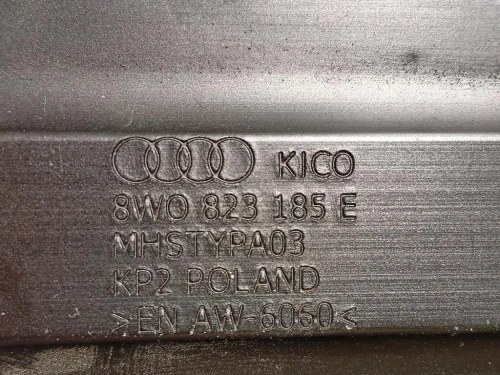 KICO
8W0 823 185 E
MHSTYPA03
KP2 POLAND
>EN AW-6060<